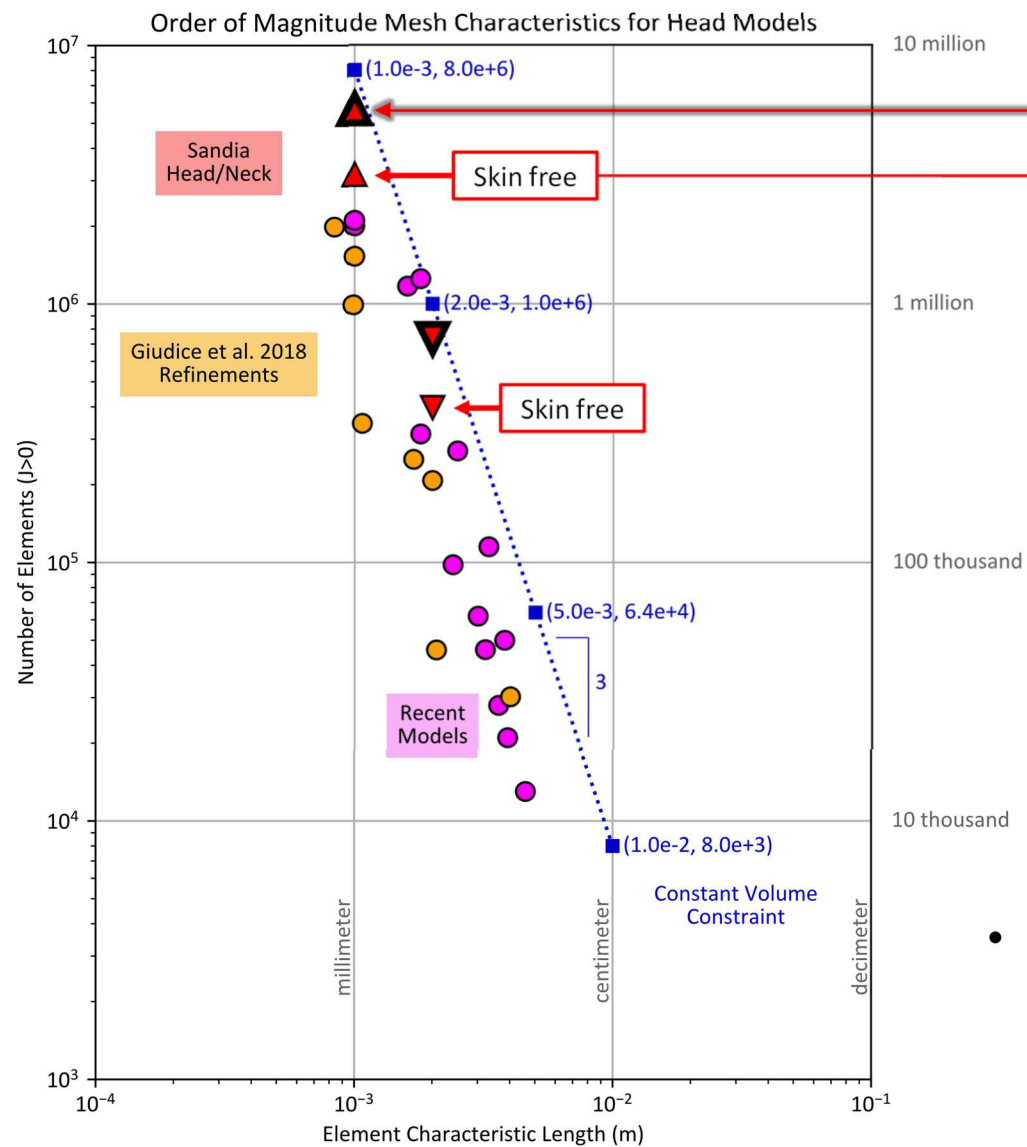 Order of Magnitude Mesh Characteristics for Head Models
10⁷
10 million
(1.0e-3, 8.0e+6)
Sandia
Head/Neck
Skin free
10⁶
(2.0e-3, 1.0e+6)
1 million
Giudice et al. 2018
Refinements
Skin free
Number of Elements (J>0)
10⁵
100 thousand
(5.0e-3, 6.4e+4)
3
Recent
Models
10⁴
10 thousand
(1.0e-2, 8.0e+3)
Constant Volume
Constraint
millimeter
centimeter
decimeter
•
10³
10⁻⁴
10⁻³
10⁻²
10⁻¹
Element Characteristic Length (m)